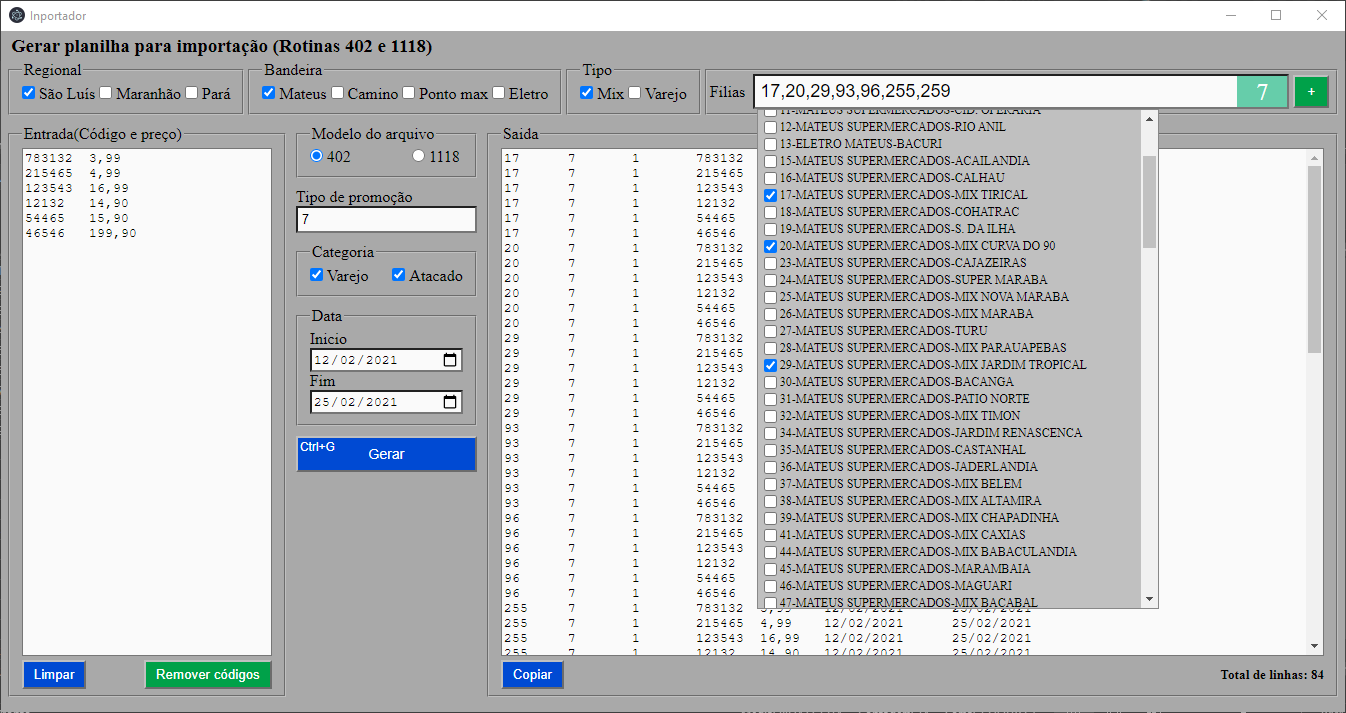 Inportador
Gerar planilha para importação (Rotinas 402 e 1118)
Regional
São Luís Maranhão Pará
Bandeira
Mateus Camino Ponto max Eletro
Tipo
Mix Varejo
Filias 17,20,29,93,96,255,259 7 +
Entrada(Código e preço)
783132 3,99
215465 4,99
123543 16,99
12132 14,90
54465 15,90
46546 199,90
Limpar Remover códigos
Modelo do arquivo
402 1118
Tipo de promoção
7
Categoria
Varejo Atacado
Data
Inicio
12/02/2021
Fim
25/02/2021
Ctrl+G Gerar
Saida
17 7 1 783132
17 7 1 215465
17 7 1 123543
17 7 1 12132
17 7 1 54465
17 7 1 46546
20 7 1 783132
20 7 1 215465
20 7 1 123543
20 7 1 12132
20 7 1 54465
20 7 1 46546
29 7 1 783132
29 7 1 215465
29 7 1 123543
29 7 1 12132
29 7 1 54465
29 7 1 46546
93 7 1 783132
93 7 1 215465
93 7 1 123543
93 7 1 12132
93 7 1 54465
93 7 1 46546
96 7 1 783132
96 7 1 215465
96 7 1 123543
96 7 1 12132
96 7 1 54465
96 7 1 46546
255 7 1 783132 3,99 12/02/2021 25/02/2021
255 7 1 215465 4,99 12/02/2021 25/02/2021
255 7 1 123543 16,99 12/02/2021 25/02/2021
255 7 1 12132 14,90 12/02/2021 25/02/2021
11-MATEUS SUPERMERCADOS-CID. OPERARIA
12-MATEUS SUPERMERCADOS-RIO ANIL
13-ELETRO MATEUS-BACURI
15-MATEUS SUPERMERCADOS-ACAILANDIA
16-MATEUS SUPERMERCADOS-CALHAU
17-MATEUS SUPERMERCADOS-MIX TIRICAL
18-MATEUS SUPERMERCADOS-COHATRAC
19-MATEUS SUPERMERCADOS-S. DA ILHA
20-MATEUS SUPERMERCADOS-MIX CURVA DO 90
23-MATEUS SUPERMERCADOS-CAJAZEIRAS
24-MATEUS SUPERMERCADOS-SUPER MARABA
25-MATEUS SUPERMERCADOS-MIX NOVA MARABA
26-MATEUS SUPERMERCADOS-MIX MARABA
27-MATEUS SUPERMERCADOS-TURU
28-MATEUS SUPERMERCADOS-MIX PARAUAPEBAS
29-MATEUS SUPERMERCADOS-MIX JARDIM TROPICAL
30-MATEUS SUPERMERCADOS-BACANGA
31-MATEUS SUPERMERCADOS-PATIO NORTE
32-MATEUS SUPERMERCADOS-MIX TIMON
34-MATEUS SUPERMERCADOS-JARDIM RENASCENCA
35-MATEUS SUPERMERCADOS-CASTANHAL
36-MATEUS SUPERMERCADOS-JADERLANDIA
37-MATEUS SUPERMERCADOS-MIX BELEM
38-MATEUS SUPERMERCADOS-MIX ALTAMIRA
39-MATEUS SUPERMERCADOS-MIX CHAPADINHA
41-MATEUS SUPERMERCADOS-MIX CAXIAS
44-MATEUS SUPERMERCADOS-MIX BABACULANDIA
45-MATEUS SUPERMERCADOS-MARAMBAIA
46-MATEUS SUPERMERCADOS-MAGUARI
47-MATEUS SUPERMERCADOS-MIX BACABAL
Copiar
Total de linhas: 84